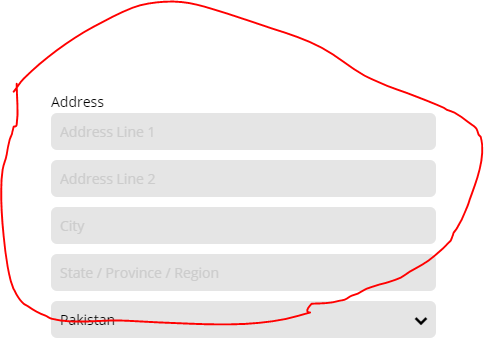 Address
Address Line 1
Address Line 2
City
State / Province / Region
Pakistan